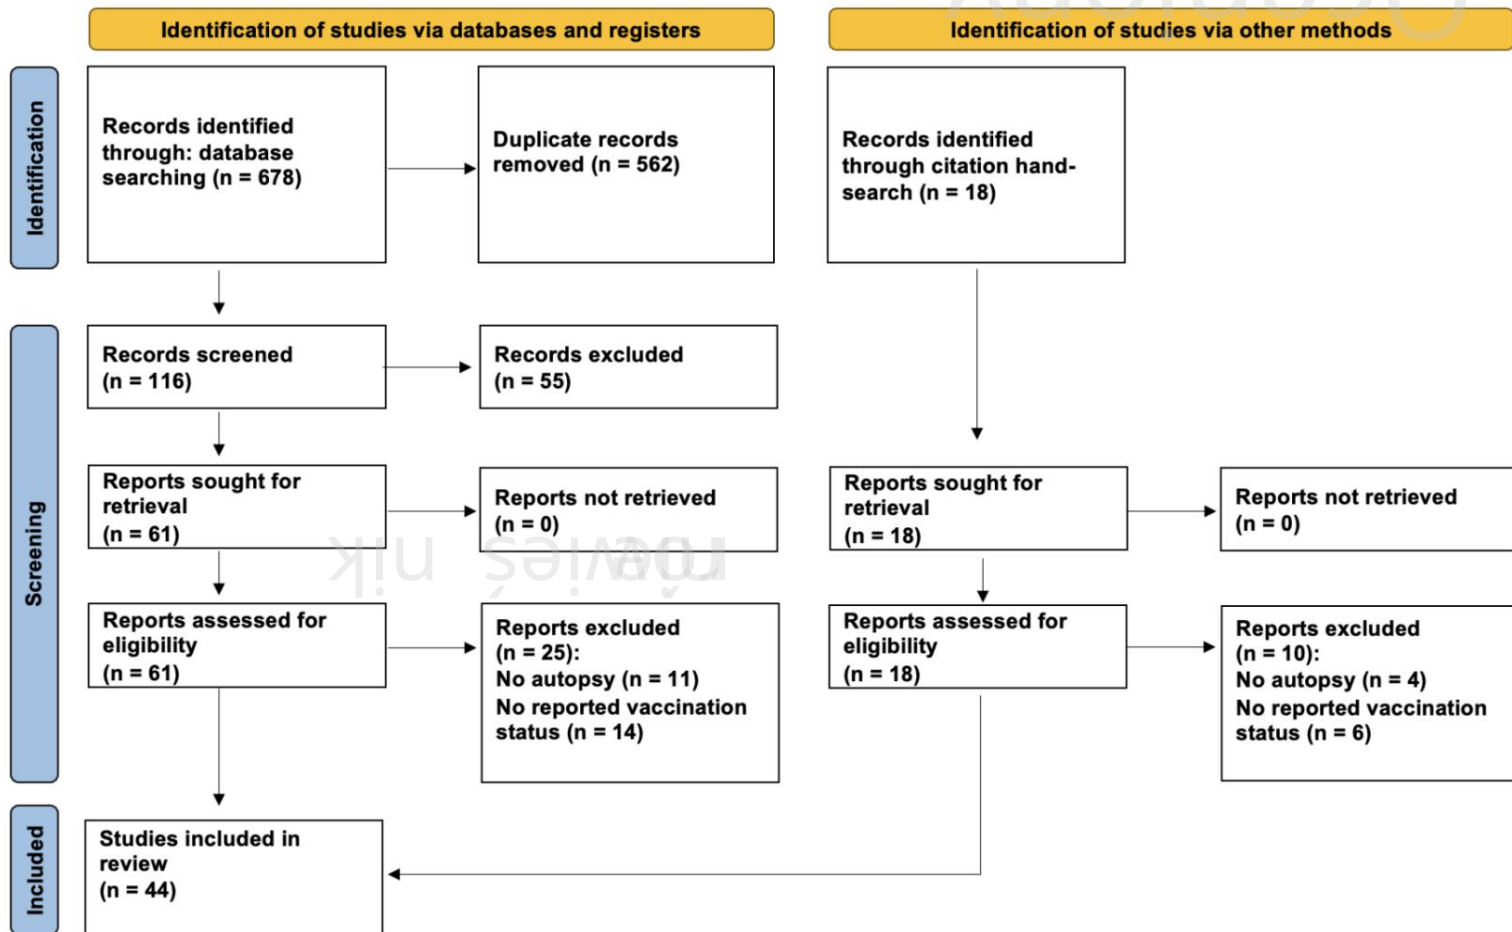 Identification of studies via databases and registers
Identification of studies via other methods
Identification
Records identified
through: database
searching (n = 678)
Duplicate records
removed (n = 562)
Records identified
through citation hand-
search (n = 18)
Screening
Records screened
(n = 116)
Records excluded
(n = 55)
Reports sought for
retrieval
(n = 61)
Reports not retrieved
(n = 0)
Reports sought for
retrieval
(n = 18)
Reports not retrieved
(n = 0)
Reports assessed for
eligibility
(n = 61)
Reports excluded
(n = 25):
No autopsy (n = 11)
No reported vaccination
status (n = 14)
Reports assessed for
eligibility
(n = 18)
Reports excluded
(n = 10):
No autopsy (n = 4)
No reported vaccination
status (n = 6)
Included
Studies included in
review
(n = 44)